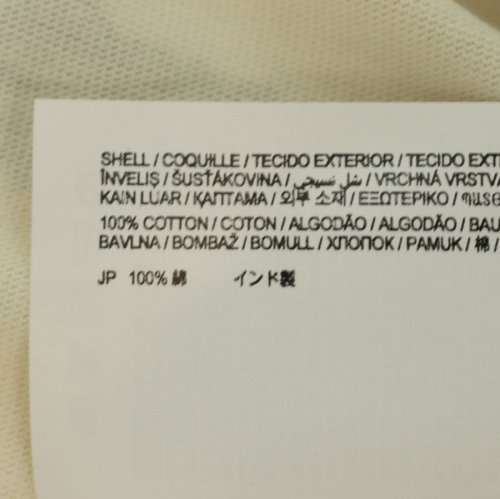 SHELL / COQUILLE / TECIDO EXTERIOR / TECIDO EXT
ÎNVELIȘ / ŠUSŤÁKOVINA / شل نسيجي / VRCHNÁ VRSTVA
KAIN LUAR / КАПТАМА / 외부 소재 / ΕΞΩΤΕΡΙΚΟ /
100% COTTON / COTON / ALGODÃO / ALGODÃO / BAU
BAVLNA / BOMBAŽ / BOMULL / ХЛОПОК / PAMUK / 棉 /
JP 100% 綿 インド製